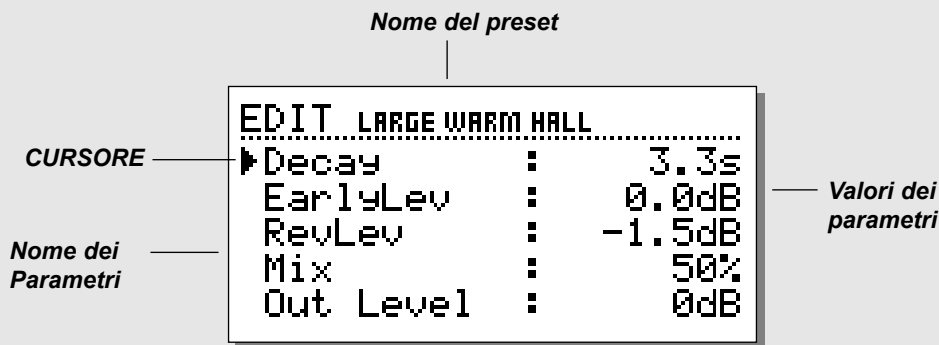 Nome del preset
EDIT LARGE WARM HALL
CURSORE
Decay : 3.3s
EarlyLev : 0.0dB
RevLev : -1.5dB
Mix : 50%
Out Level : 0dB
Nome dei
Parametri
Valori dei
parametri